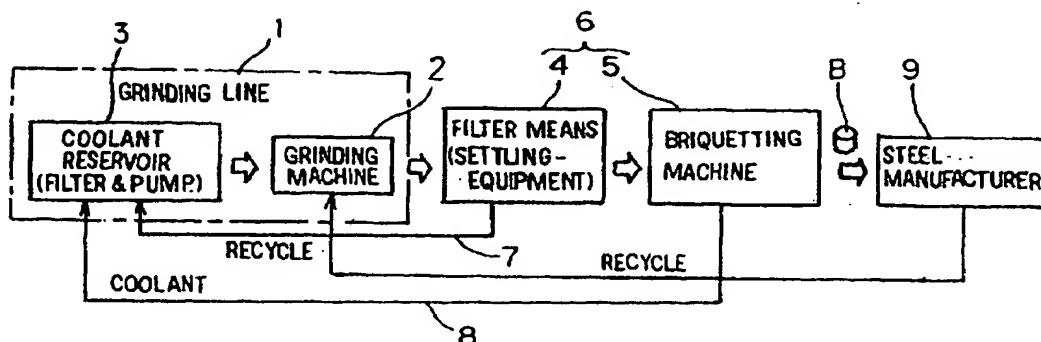 6
3
1
2
4
5
B
9
GRINDING LINE
COOLANT
RESERVOIR
(FILTER & PUMP)
GRINDING
MACHINE
FILTER MEANS
(SETTLING-
EQUIPMENT)
BRIQUETTING
MACHINE
STEEL
MANUFACTURER
RECYCLE
7
RECYCLE
COOLANT
8